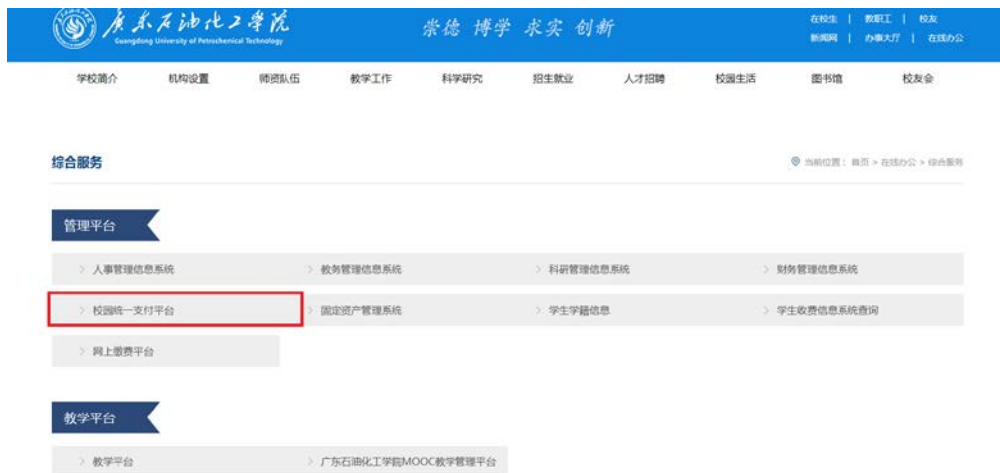 广东石油化工学院 崇德 博学 求实 创新 在校生 | 教职工 | 校友
Guangdong University of Petrochemical Technology 新闻网 | 办事大厅 | 在线办公
学校简介 机构设置 师资队伍 教学工作 科学研究 招生就业 人才招聘 校园生活 图书馆 校友会
综合服务 当前位置: 首页 > 在线办公 > 综合服务
管理平台
> 人事管理信息系统 > 教务管理信息系统 > 科研管理信息系统 > 财务管理信息系统
> 校园统一支付平台 > 固定资产管理系统 > 学生学籍信息 > 学生收费信息系统查询
> 网上缴费平台
教学平台
> 教学平台 > 广东石油化工学院MOOC教学管理平台